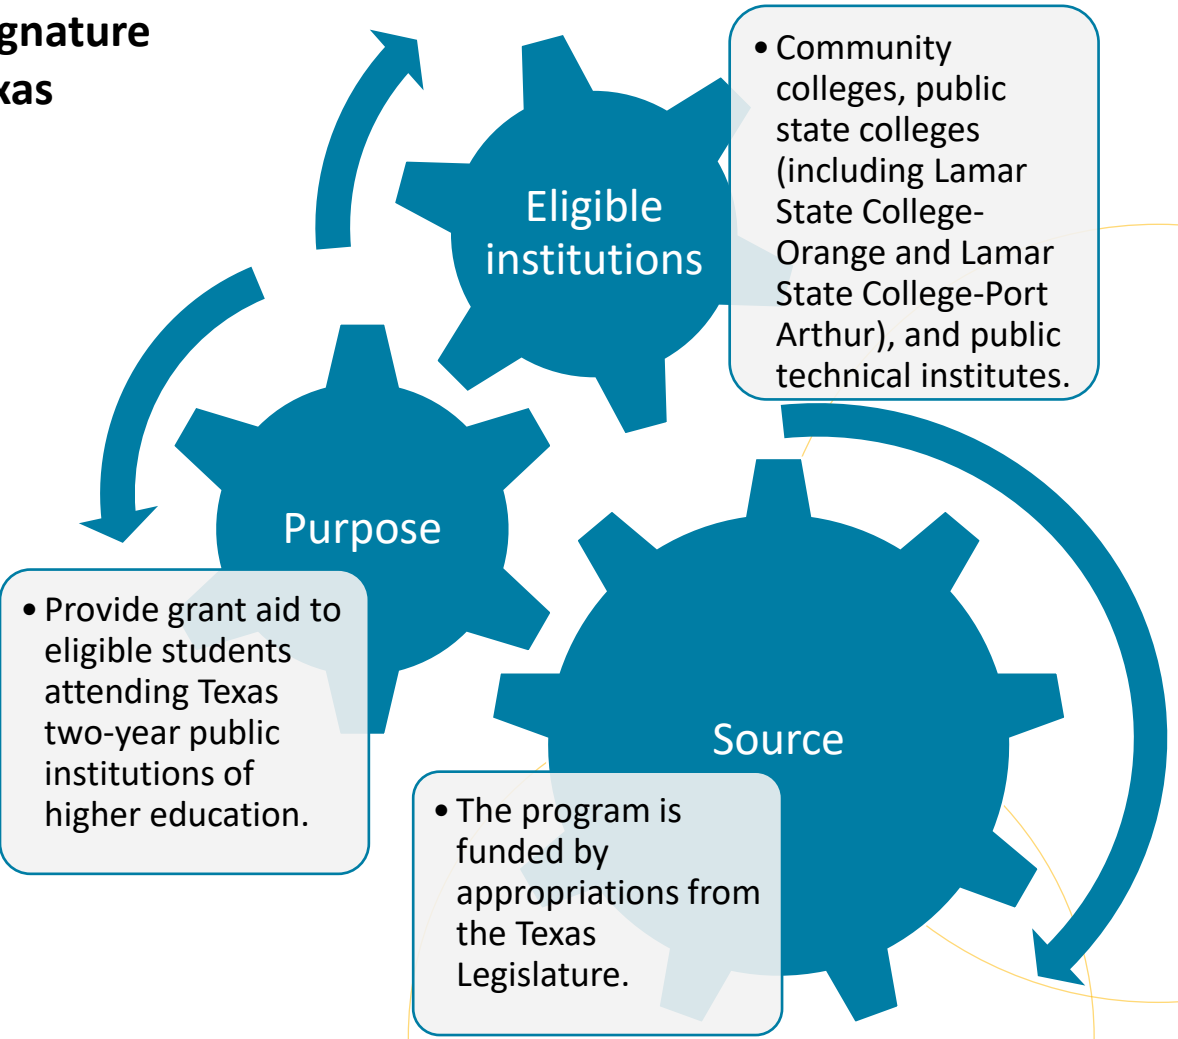 gnature
xas
Eligible
institutions
• Community
colleges, public
state colleges
(including Lamar
State College-
Orange and Lamar
State College-Port
Arthur), and public
technical institutes.
Purpose
• Provide grant aid to
eligible students
attending Texas
two-year public
institutions of
higher education.
Source
• The program is
funded by
appropriations from
the Texas
Legislature.